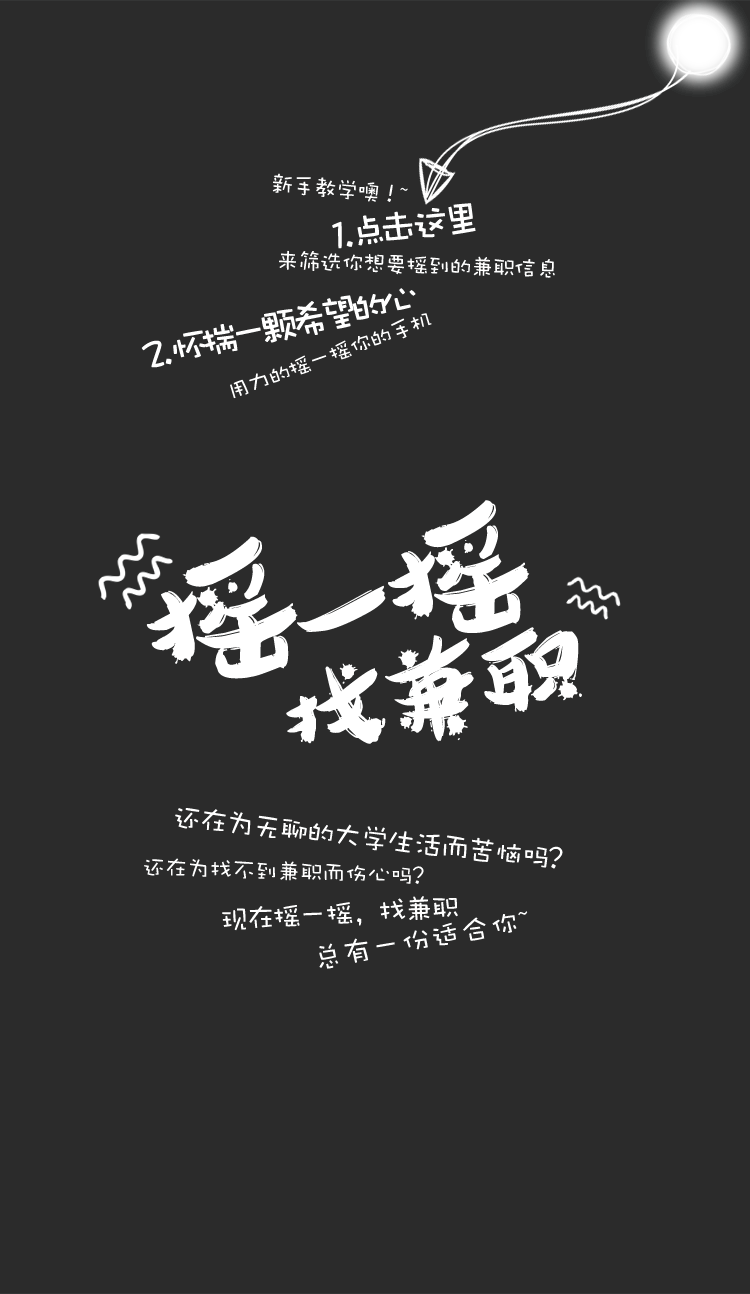 新手教学噢！~
1.点击这里
来筛选你想要摇到的兼职信息
2.怀揣一颗希望的心
用力的摇一摇你的手机
摇一摇
找兼职
还在为无聊的大学生活而苦恼吗？
还在为找不到兼职而伤心吗？
现在摇一摇，找兼职
总有一份适合你~